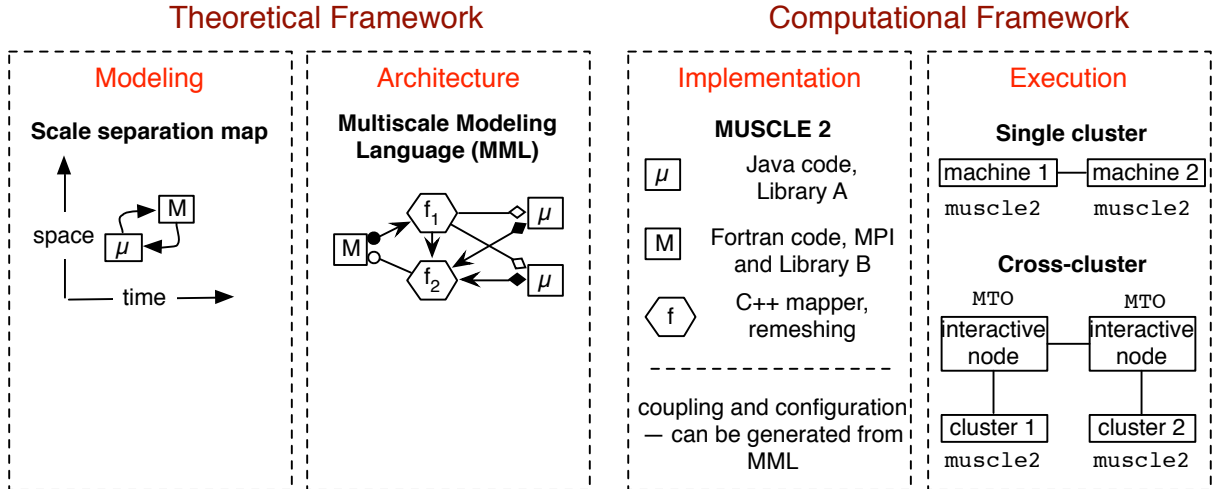 Theoretical Framework
Computational Framework
Modeling
Scale separation map
space
M
μ
time
Architecture
Multiscale Modeling
Language (MML)
f1
μ
M
f2
μ
Implementation
MUSCLE 2
μ
Java code,
Library A
M
Fortran code, MPI
and Library B
f
C++ mapper,
remeshing
coupling and configuration
— can be generated from
MML
Execution
Single cluster
machine 1
machine 2
muscle2
muscle2
Cross-cluster
MTO
MTO
interactive
node
interactive
node
cluster 1
cluster 2
muscle2
muscle2